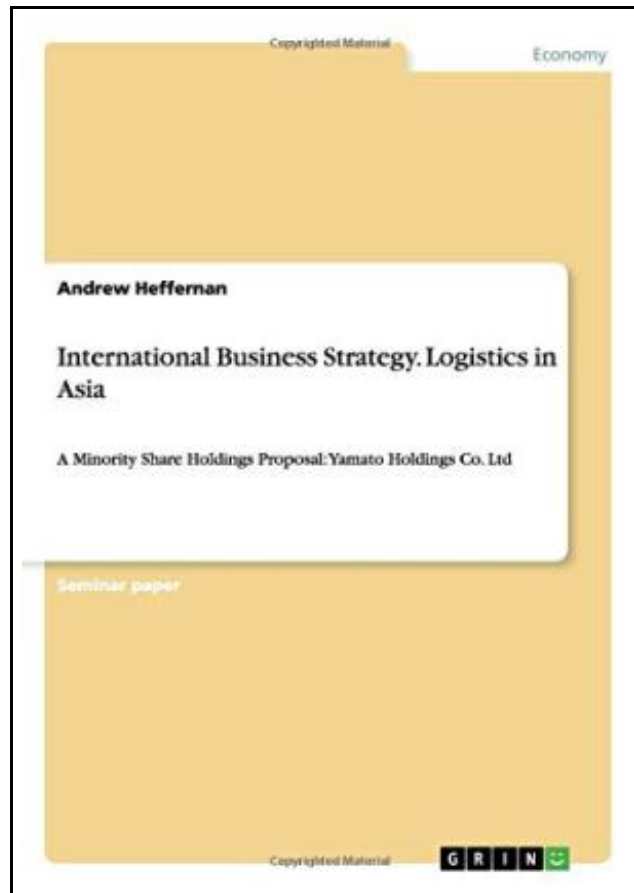 Copyrighted Material
Economy
Andrew Heffernan
International Business Strategy. Logistics in
Asia
A Minority Share Holdings Proposal: Yamato Holdings Co. Ltd
Seminar paper
Copyrighted Material
GRIN